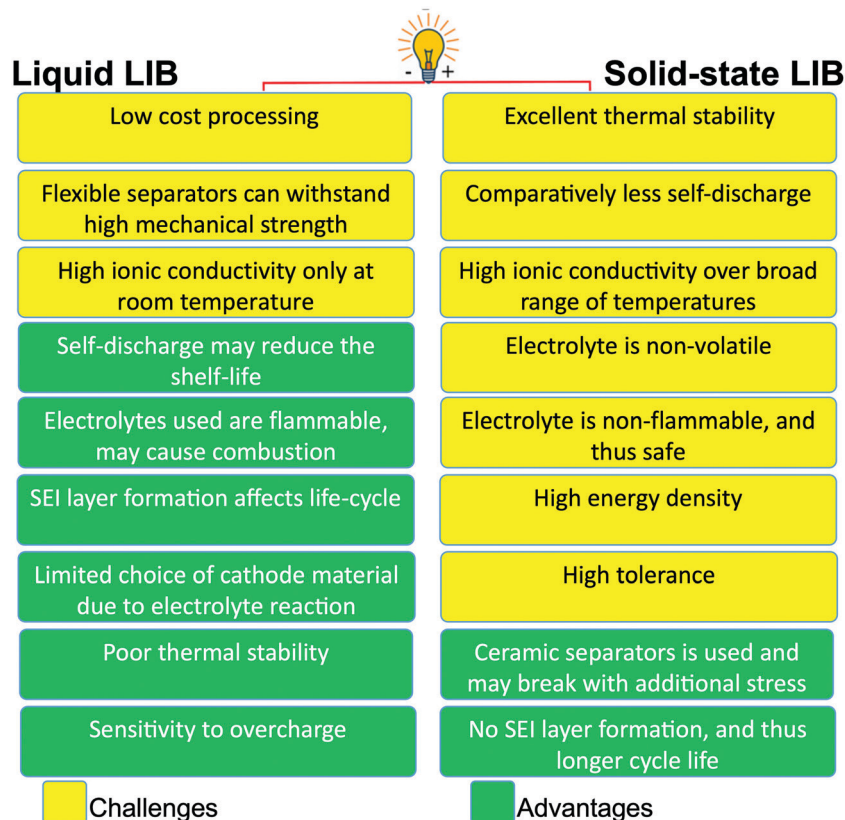 Liquid LIB
- +
Solid-state LIB
Low cost processing
Flexible separators can withstand
high mechanical strength
High ionic conductivity only at
room temperature
Self-discharge may reduce the
shelf-life
Electrolytes used are flammable,
may cause combustion
SEI layer formation affects life-cycle
Limited choice of cathode material
due to electrolyte reaction
Poor thermal stability
Sensitivity to overcharge
Excellent thermal stability
Comparatively less self-discharge
High ionic conductivity over broad
range of temperatures
Electrolyte is non-volatile
Electrolyte is non-flammable, and
thus safe
High energy density
High tolerance
Ceramic separators is used and
may break with additional stress
No SEI layer formation, and thus
longer cycle life
Challenges
Advantages